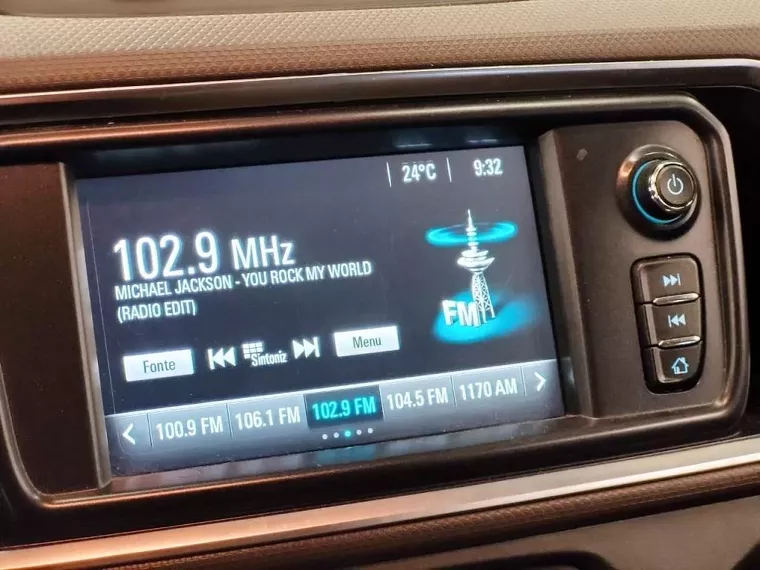 24°C 9:32
102.9 MHz
MICHAEL JACKSON - YOU ROCK MY WORLD
(RADIO EDIT)
FM
Fonte Sintoniz Menu
100.9 FM 106.1 FM 102.9 FM 104.5 FM 1170 AM